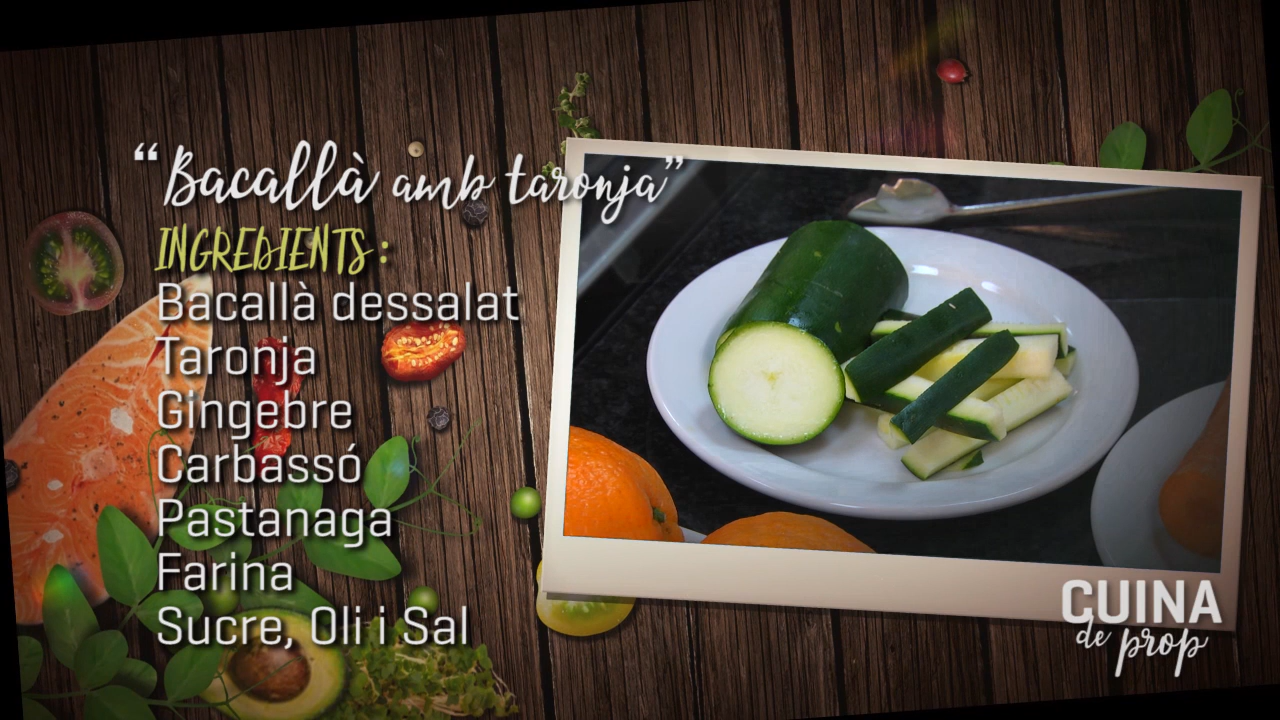 “Bacallà amb taronja”
INGREDIENTS:
Bacallà dessalat
Taronja
Gingebre
Carbassó
Pastanaga
Farina
Sucre, Oli i Sal
CUINA
de prop